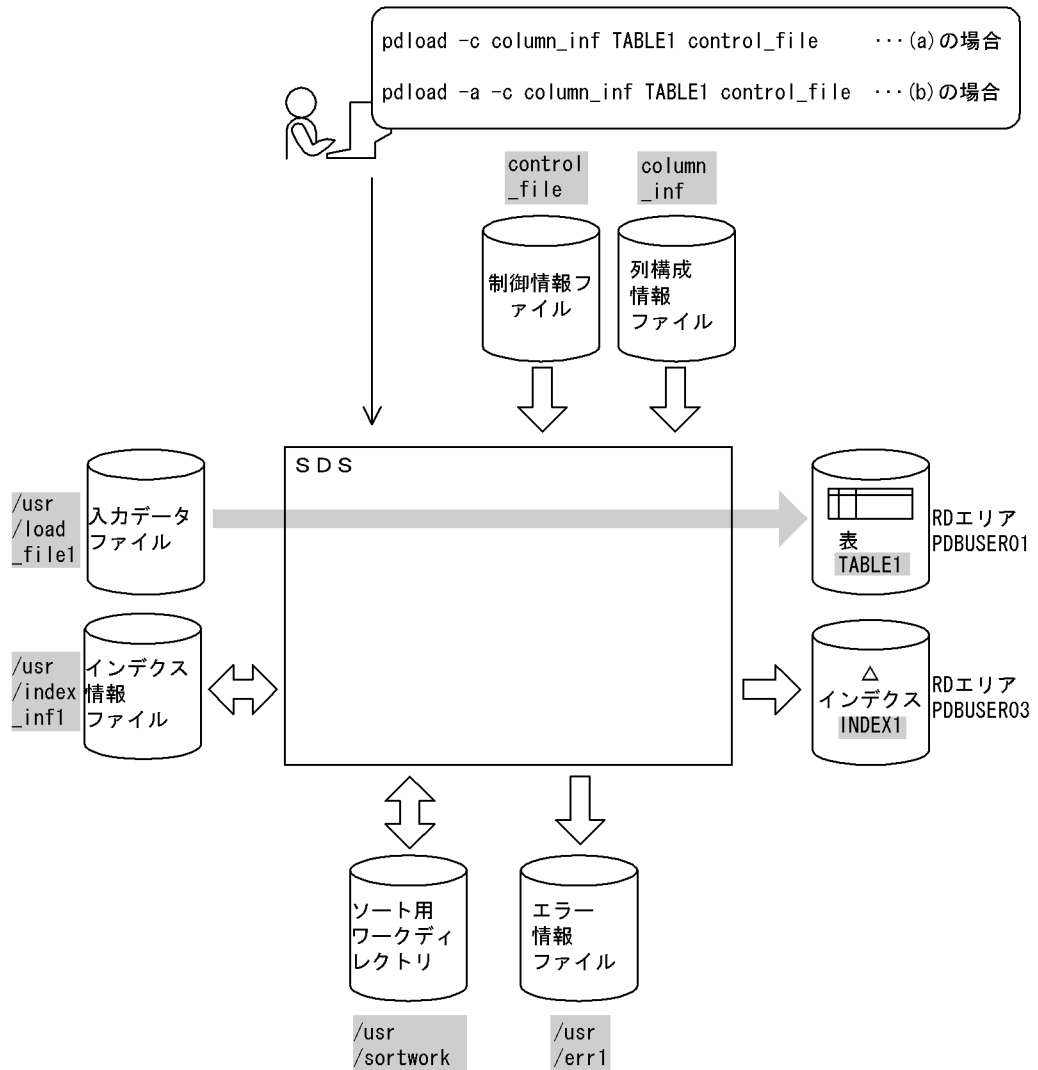 pdload -c column_inf TABLE1 control_file ···(a)の場合
pdload -a -c column_inf TABLE1 control_file ···(b)の場合
control
_file
column
_inf
制御情報フ
ァイル
列構成
情報
ファイル
SDS
/usr
/load
_file1
入力データ
ファイル
表
TABLE1
RDエリア
PDBUSER01
/usr
/index
_inf1
インデクス
情報
ファイル
インデクス
INDEX1
RDエリア
PDBUSER03
ソート用
ワークディ
レクトリ
エラー
情報
ファイル
/usr
/sortwork
/usr
/err1